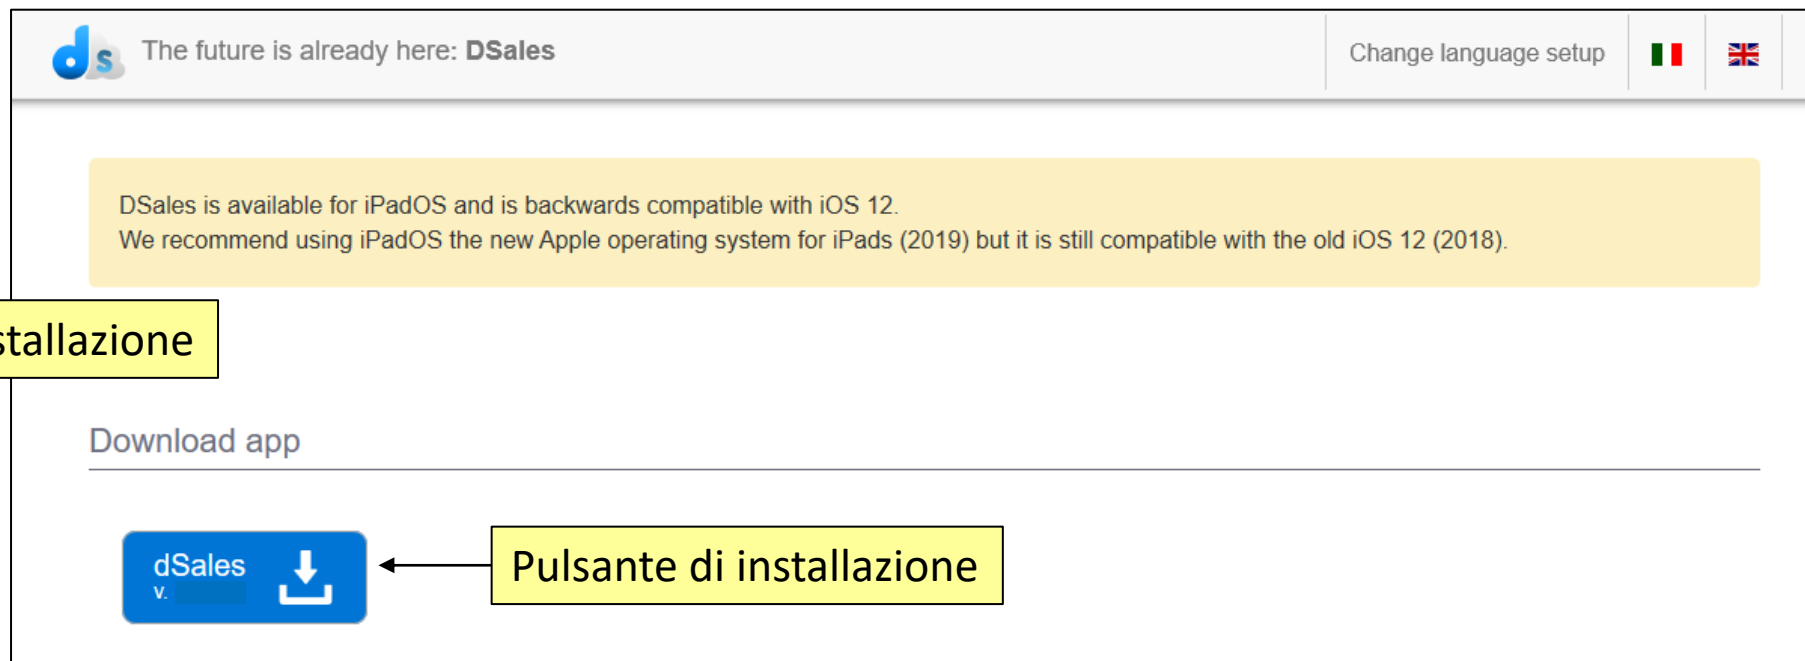 ds The future is already here: DSales
Change language setup
DSales is available for iPadOS and is backwards compatible with iOS 12.
We recommend using iPadOS the new Apple operating system for iPads (2019) but it is still compatible with the old iOS 12 (2018).
stallazione
Download app
dSales
v.
Pulsante di installazione